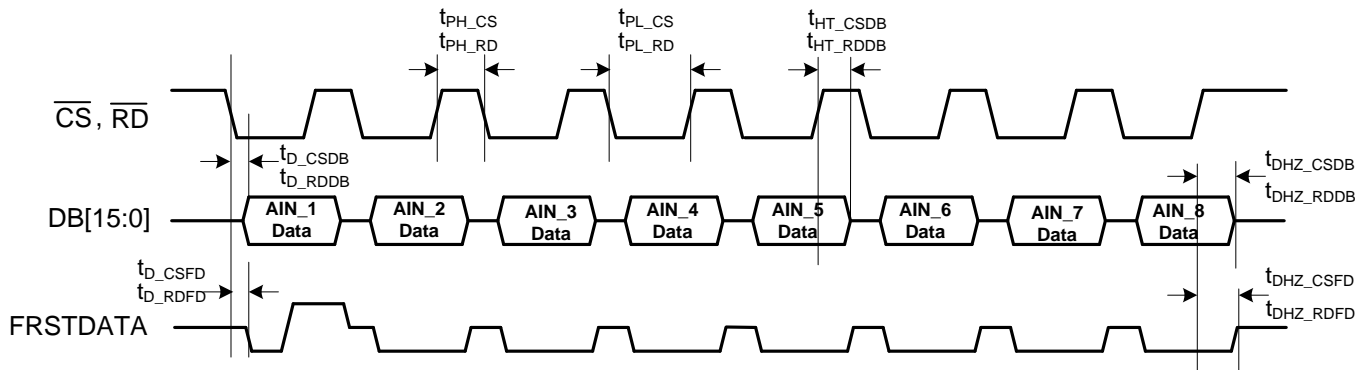 tPH_CS
tPH_RD
tPL_CS
tPL_RD
tHT_CSDB
tHT_RDDB
CS, RD
tD_CSDB
tD_RDDB
tDHZ_CSDB
tDHZ_RDDB
DB[15:0]
AIN_1 Data
AIN_2 Data
AIN_3 Data
AIN_4 Data
AIN_5 Data
AIN_6 Data
AIN_7 Data
AIN_8 Data
tD_CSFD
tD_RDFD
tDHZ_CSFD
tDHZ_RDFD
FRSTDATA